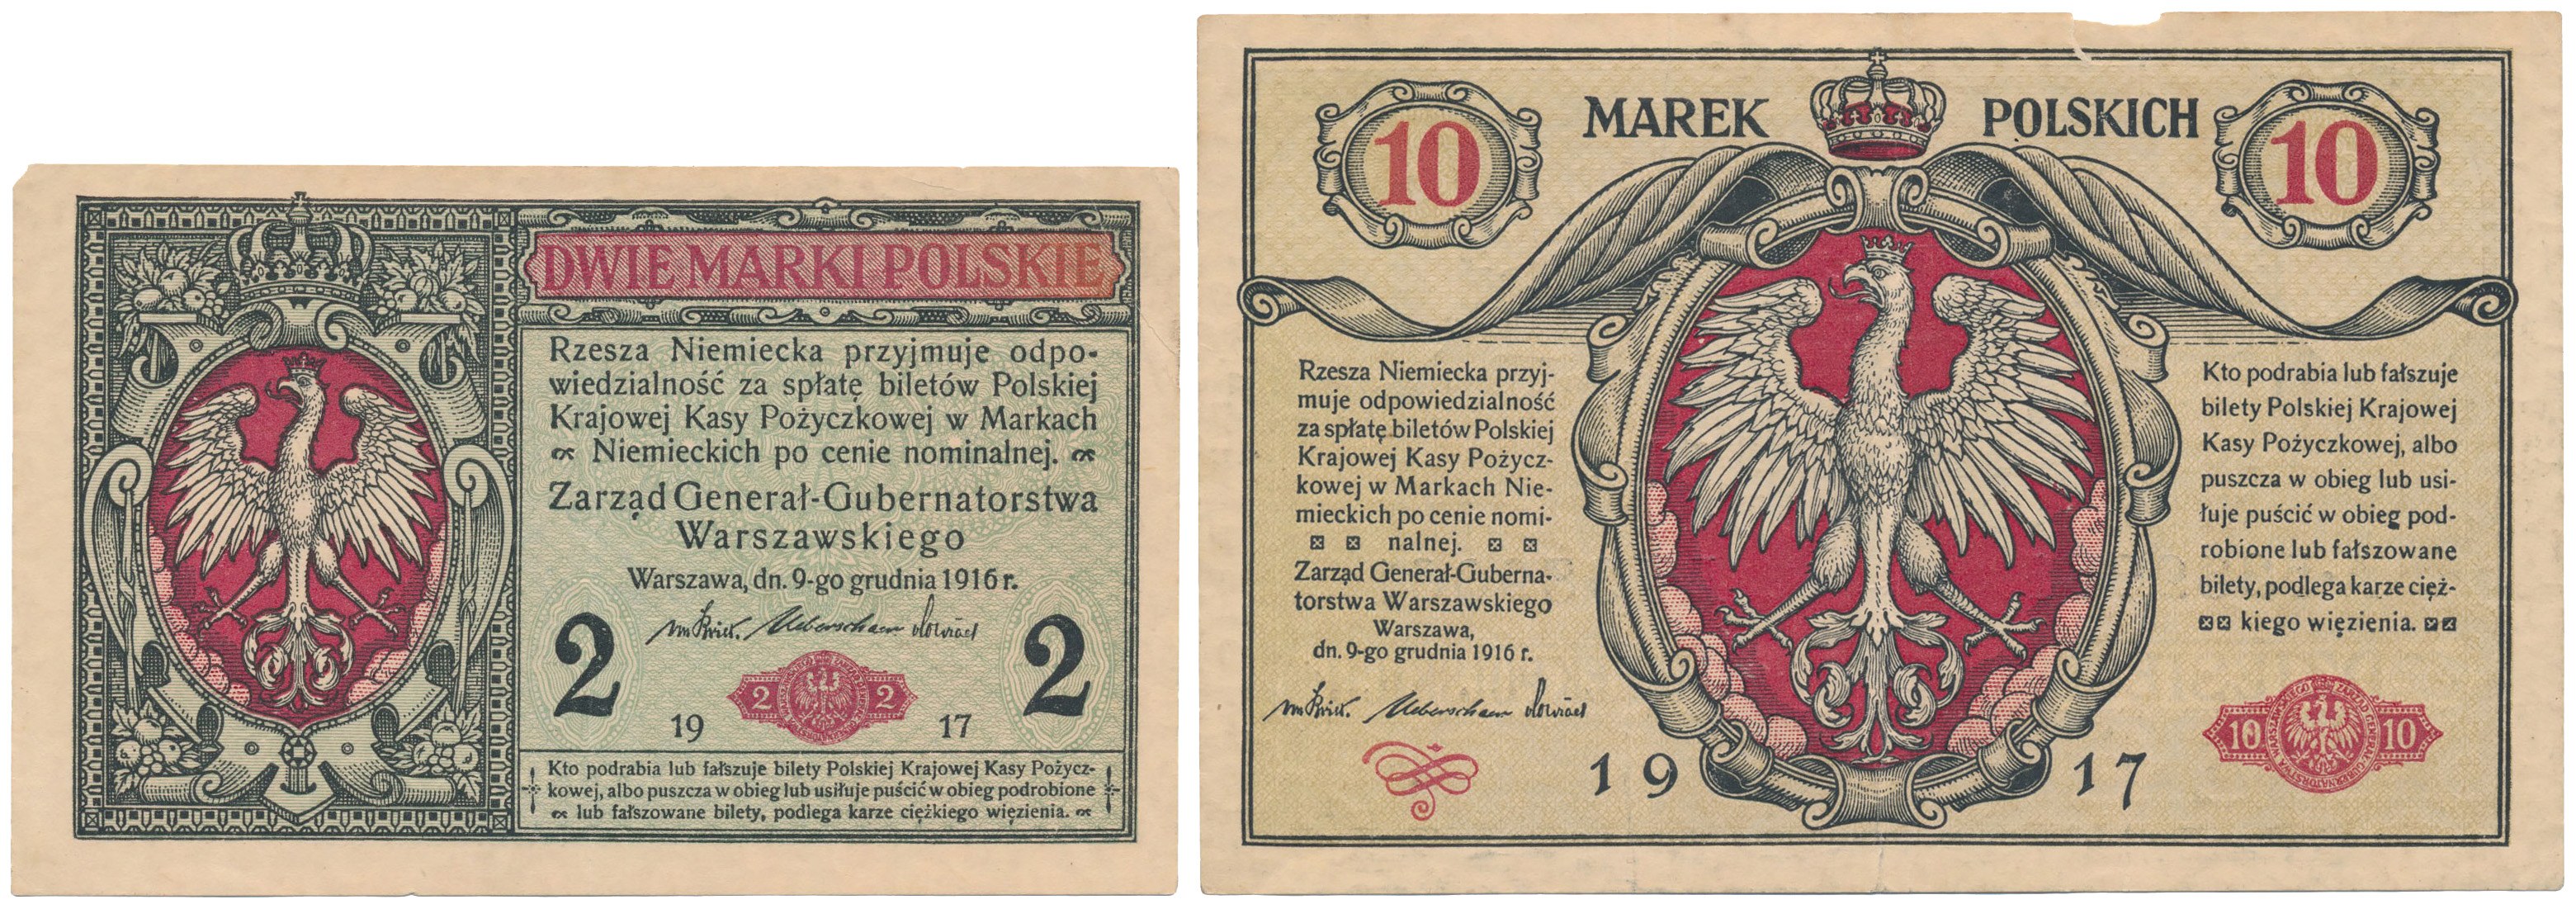 DWIE MARKI POLSKIE
Rzesza Niemiecka przyjmuje odpo-
wiedzialność za spłatę biletów Polskiej
Krajowej Kasy Pożyczkowej w Markach
Niemieckich po cenie nominalnej.
Zarząd Generał-Gubernatorstwa
Warszawskiego
Warszawa, dn. 9-go grudnia 1916 r.
2
2
2 2
19 17
Kto podrabia lub fałszuje bilety Polskiej Krajowej Kasy Pożycz-
kowej, albo puszcza w obieg lub usiłuje puścić w obieg podrobione
lub fałszowane bilety, podlega karze ciężkiego więzienia.
10 MAREK POLSKICH 10
Rzesza Niemiecka przyj-
muje odpowiedzialność
za spłatę biletów Polskiej
Krajowej Kasy Pożycz-
kowej w Markach Nie-
mieckich po cenie nomi-
nalnej.
Zarząd Generał-Guberna-
torstwa Warszawskiego
Warszawa,
dn. 9-go grudnia 1916 r.
Kto podrabia lub fałszuje
bilety Polskiej Krajowej
Kasy Pożyczkowej, albo
puszcza w obieg lub usi-
łuje puścić w obieg pod-
robione lub fałszowane
bilety, podlega karze cięż-
kiego więzienia.
19 17
10 10